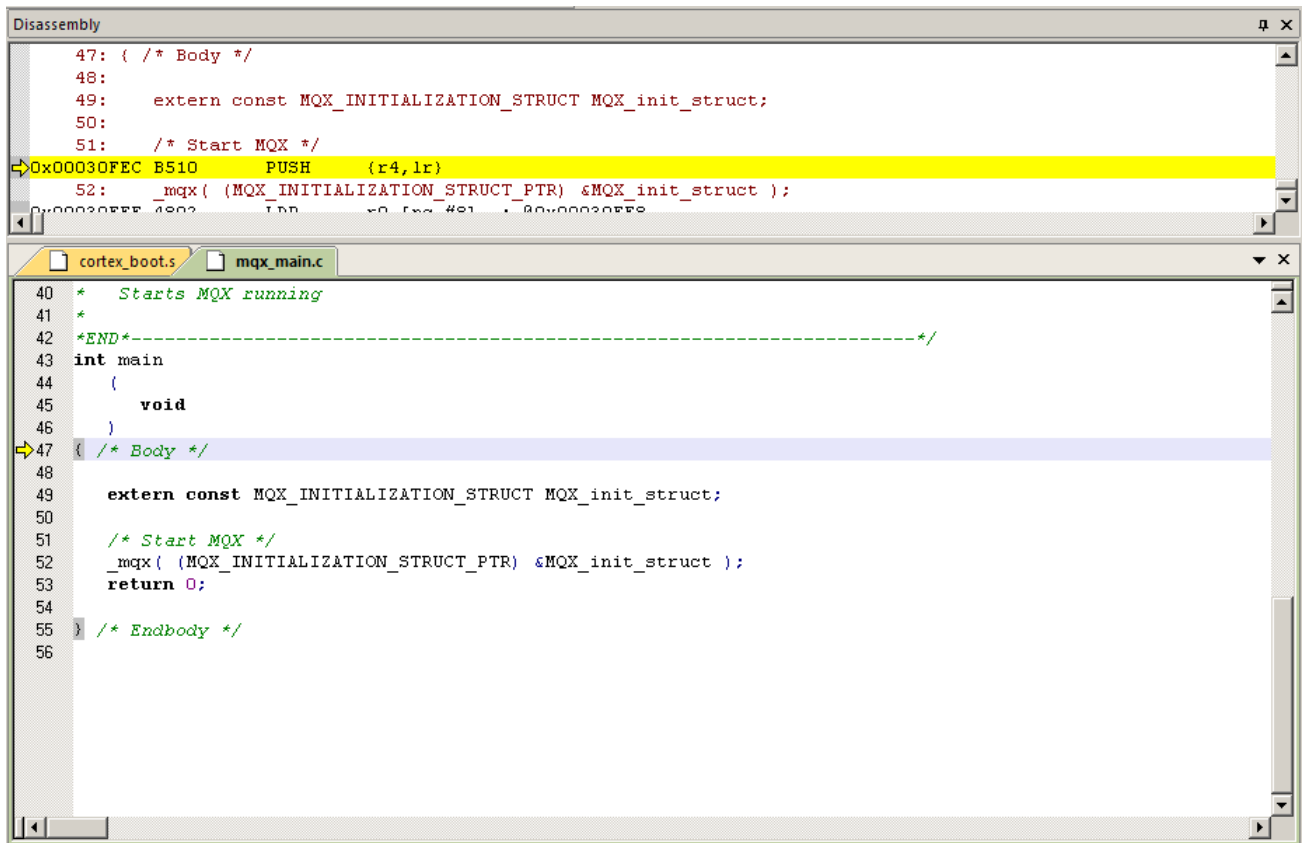 Disassembly
47: { /* Body */
48:
49: extern const MQX_INITIALIZATION_STRUCT MQX_init_struct;
50:
51: /* Start MQX */
0x00030FEC B510 PUSH {r4,lr}
52: _mqx( (MQX_INITIALIZATION_STRUCT_PTR) &MQX_init_struct );
cortex_boot.s mqx_main.c
40 * Starts MQX running
41 *
42 *END*----------------------------------------------------------------------*/
43 int main
44 (
45 void
46 )
47 { /* Body */
48
49 extern const MQX_INITIALIZATION_STRUCT MQX_init_struct;
50
51 /* Start MQX */
52 _mqx( (MQX_INITIALIZATION_STRUCT_PTR) &MQX_init_struct );
53 return 0;
54
55 } /* Endbody */
56